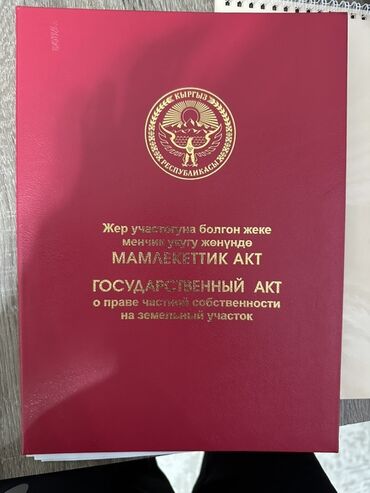 КЫРГЫЗ
РЕСПУБЛИКАСЫ
Жер участогуна болгон жеке
менчик укугу жөнүндө
МАМЛЕКЕТТИК АКТ
ГОСУДАРСТВЕННЫЙ АКТ
о праве частной собственности
на земельный участок